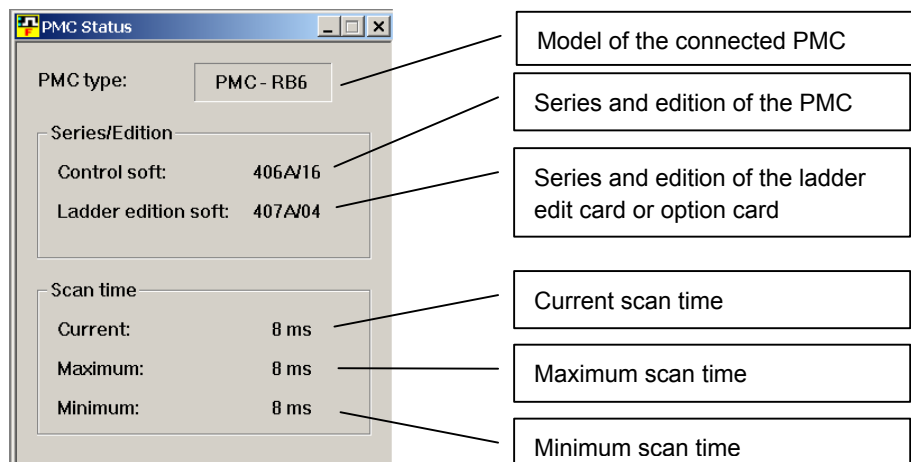 PMC Status
PMC type: PMC - RB6
Series/Edition
Control soft: 406A/16
Ladder edition soft: 407A/04
Scan time
Current: 8 ms
Maximum: 8 ms
Minimum: 8 ms
Model of the connected PMC
Series and edition of the PMC
Series and edition of the ladder
edit card or option card
Current scan time
Maximum scan time
Minimum scan time